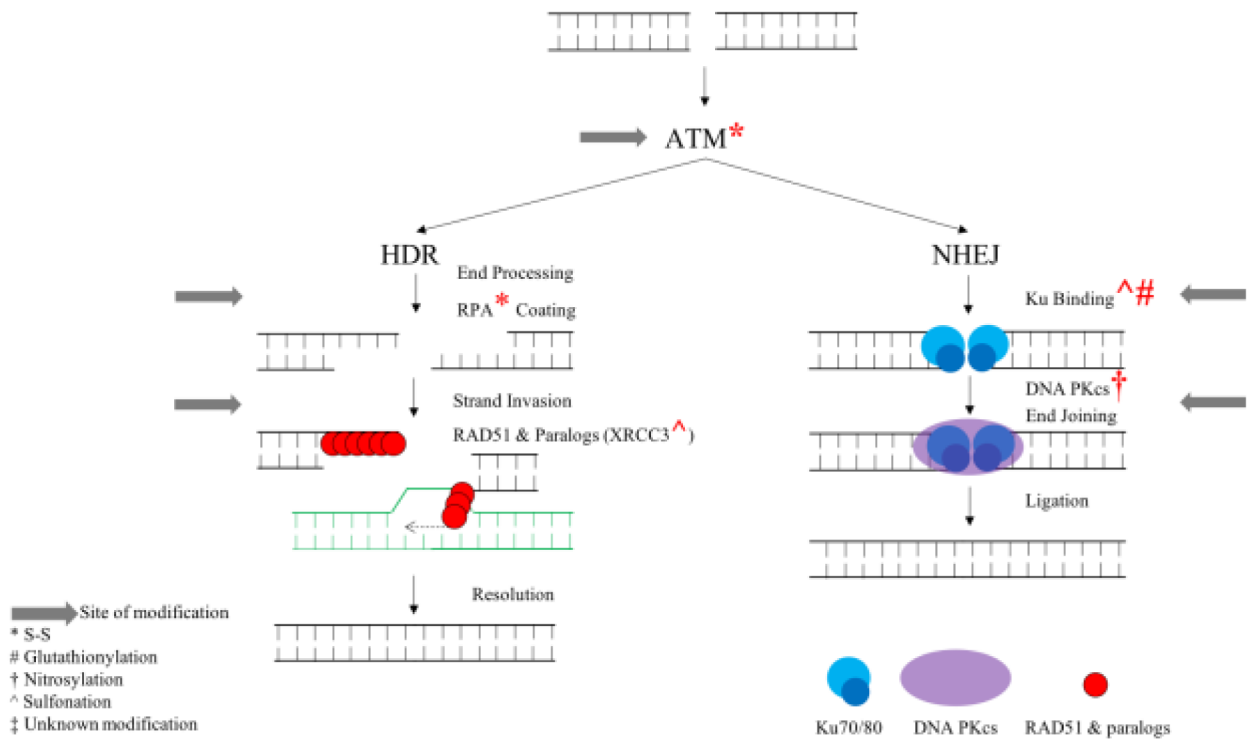 ATM*
HDR
NHEJ
End Processing
RPA* Coating
Ku Binding ^#
Strand Invasion
RAD51 & Paralogs (XRCC3^)
DNA PKcs†
End Joining
Ligation
Resolution
Site of modification
* S-S
# Glutathionylation
† Nitrosylation
^ Sulfonation
‡ Unknown modification
Ku70/80
DNA PKcs
RAD51 & paralogs